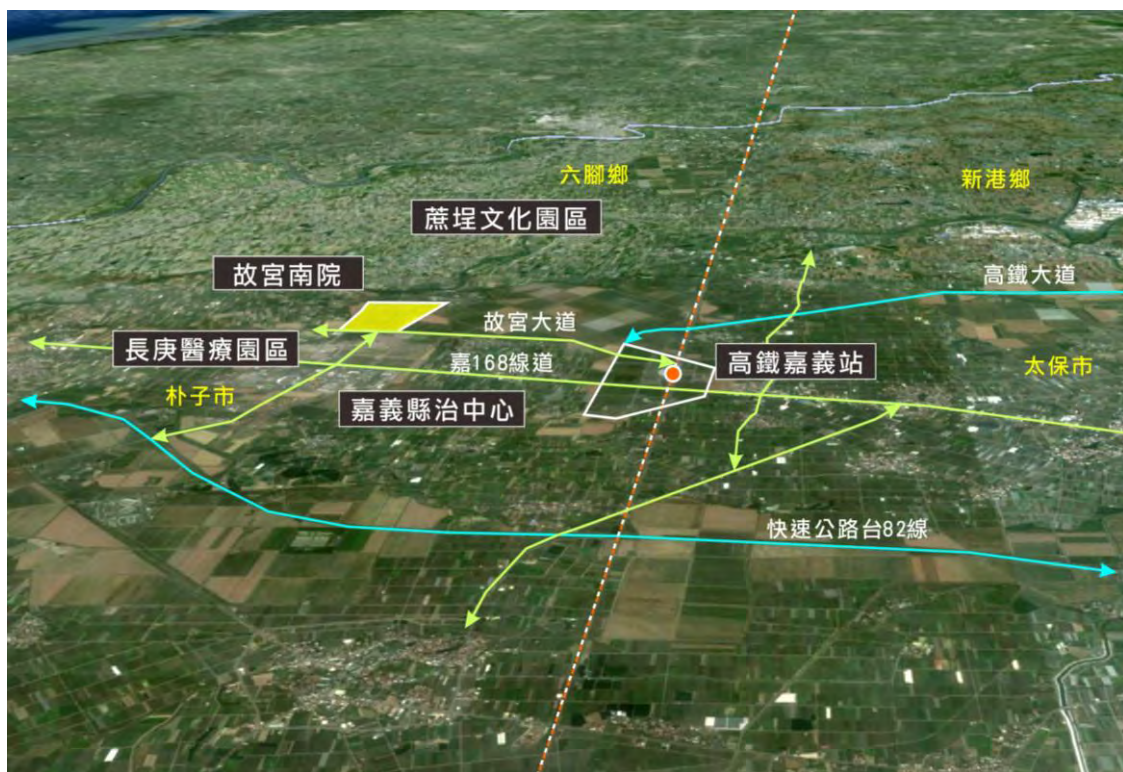 六腳鄉
新港鄉
蔗埕文化園區
故宮南院
高鐵大道
故宮大道
長庚醫療園區
嘉168線道
高鐵嘉義站
太保市
朴子市
嘉義縣治中心
快速公路台82線